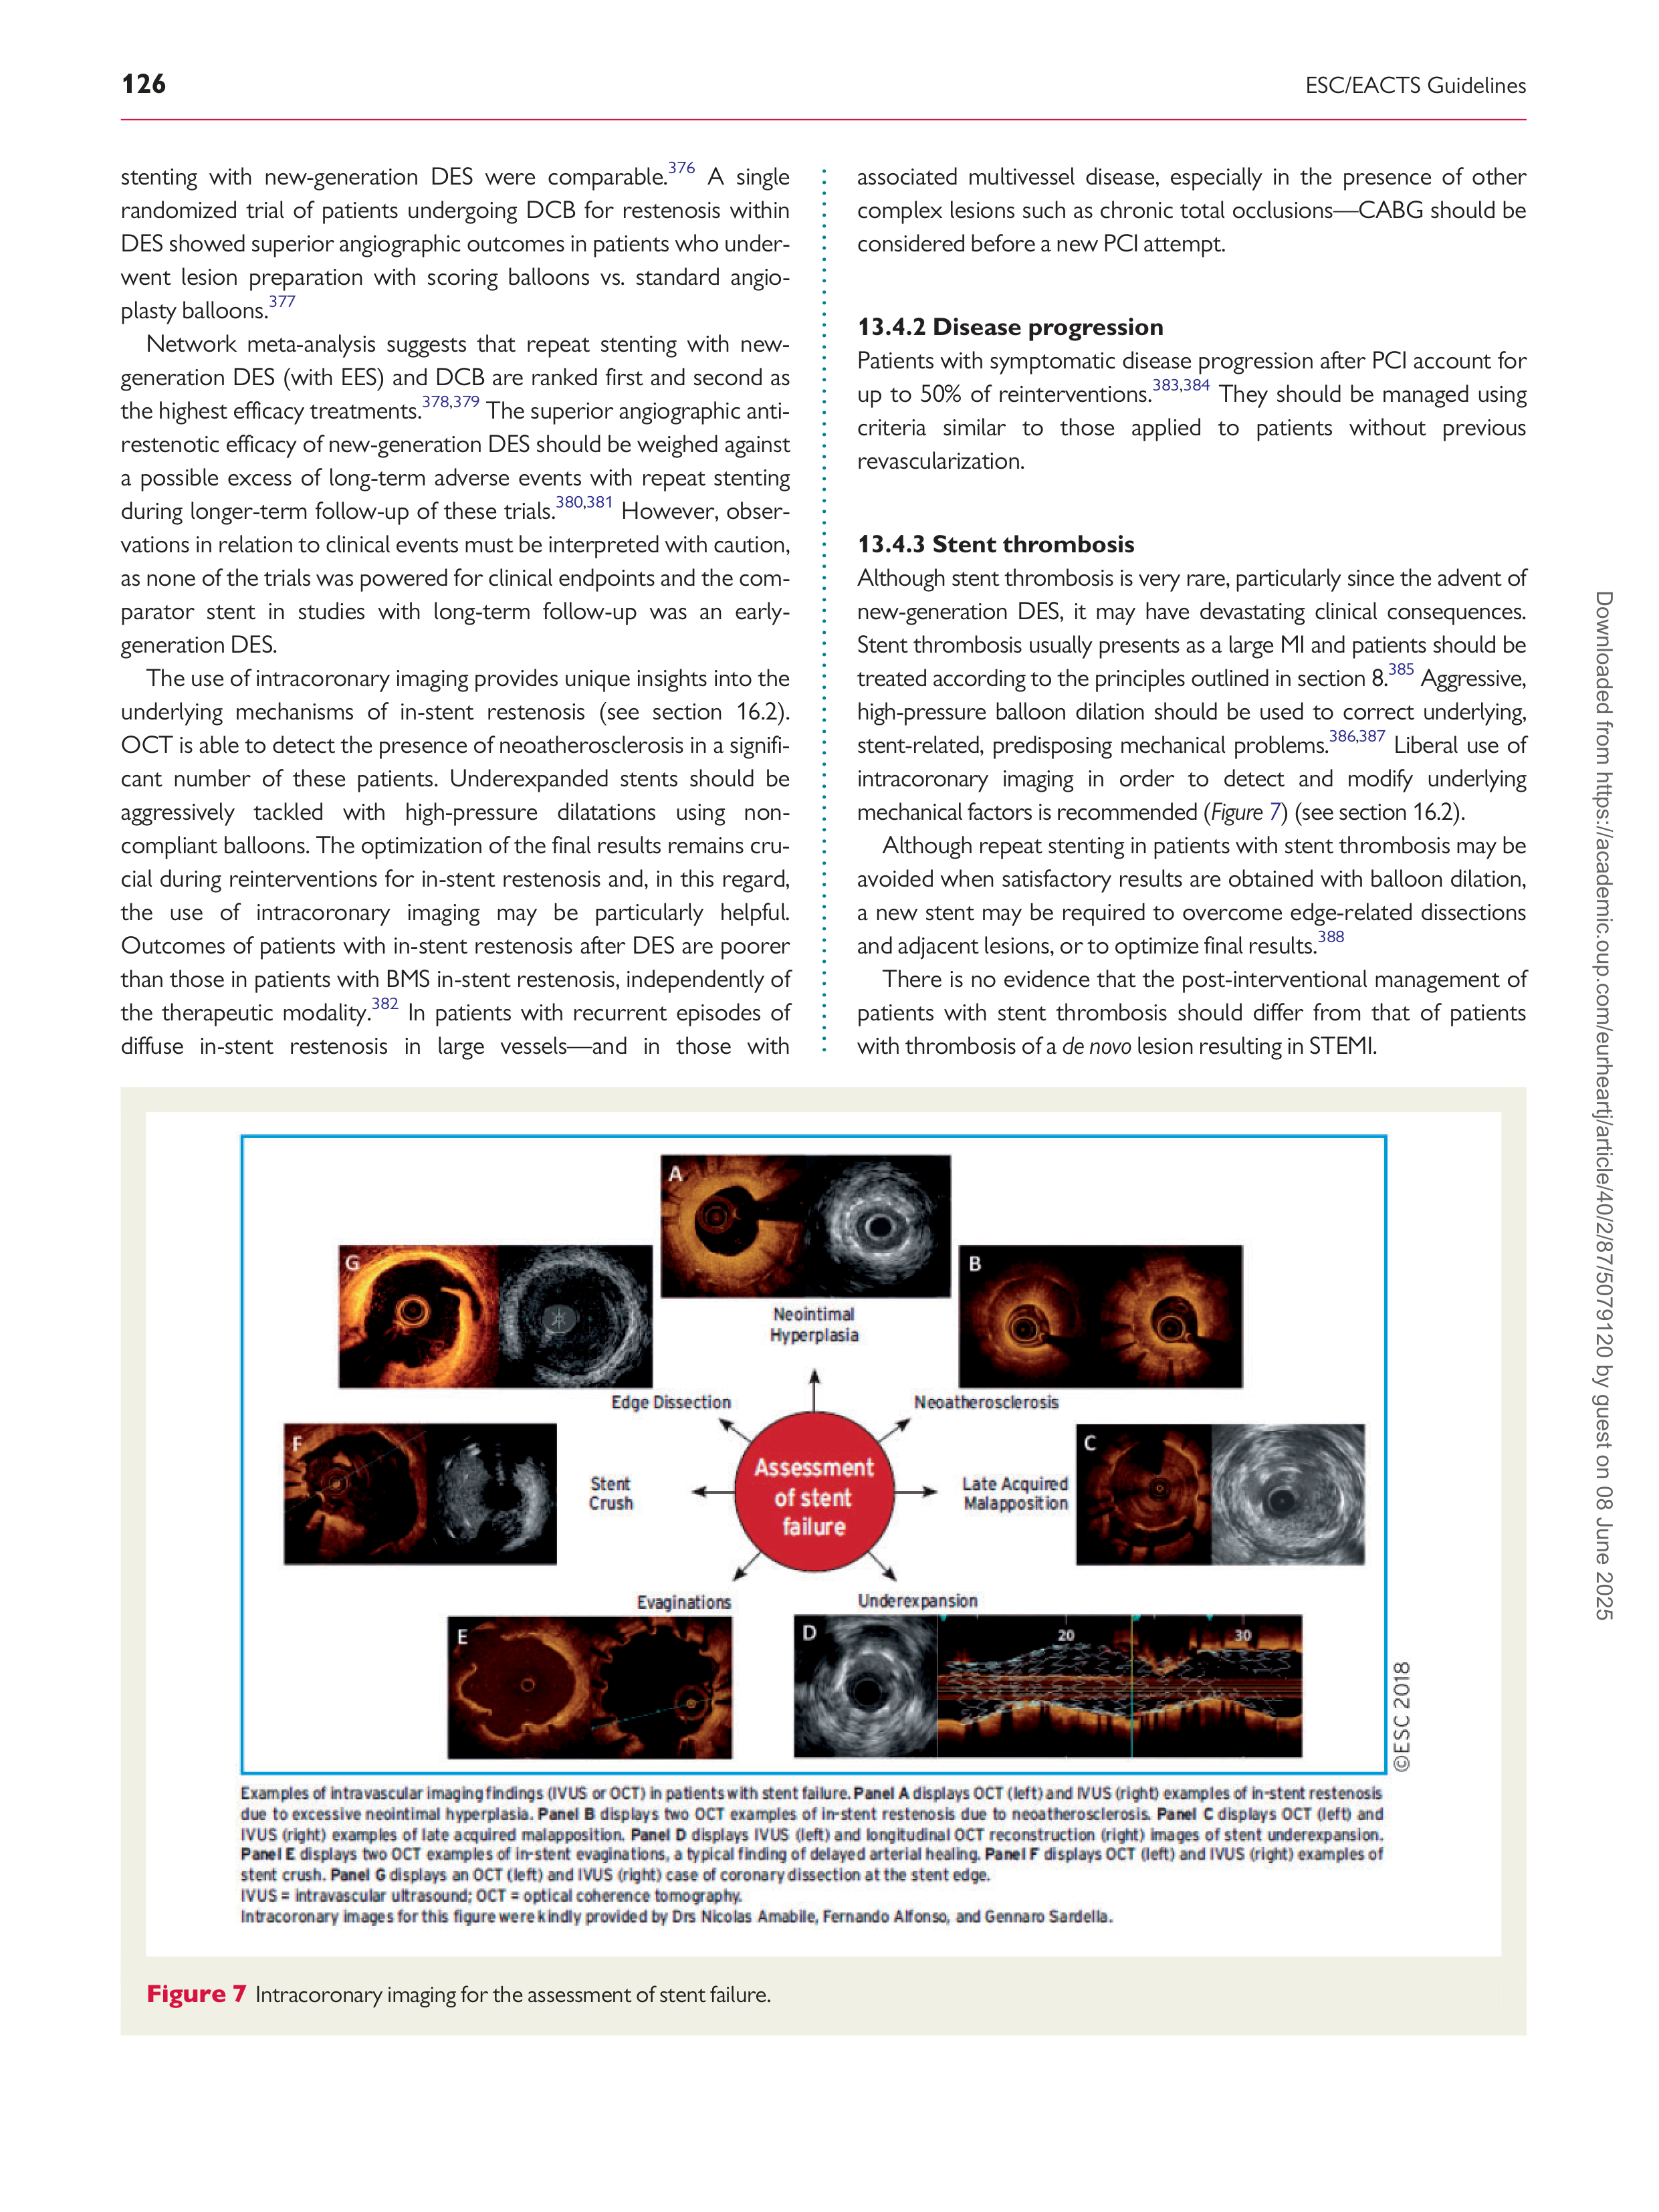 126
ESC/EACTS Guidelines
stenting with new-generation DES were comparable.376 A single
randomized trial of patients undergoing DCB for restenosis within
DES showed superior angiographic outcomes in patients who under-
went lesion preparation with scoring balloons vs. standard angio-
plasty balloons.377
Network meta-analysis suggests that repeat stenting with new-
generation DES (with EES) and DCB are ranked first and second as
the highest efficacy treatments.378,379 The superior angiographic anti-
restenotic efficacy of new-generation DES should be weighed against
a possible excess of long-term adverse events with repeat stenting
during longer-term follow-up of these trials.380,381 However, obser-
vations in relation to clinical events must be interpreted with caution,
as none of the trials was powered for clinical endpoints and the com-
parator stent in studies with long-term follow-up was an early-
generation DES.
The use of intracoronary imaging provides unique insights into the
underlying mechanisms of in-stent restenosis (see section 16.2).
OCT is able to detect the presence of neoatherosclerosis in a signifi-
cant number of these patients. Underexpanded stents should be
aggressively tackled with high-pressure dilatations using non-
compliant balloons. The optimization of the final results remains cru-
cial during reinterventions for in-stent restenosis and, in this regard,
the use of intracoronary imaging may be particularly helpful.
Outcomes of patients with in-stent restenosis after DES are poorer
than those in patients with BMS in-stent restenosis, independently of
the therapeutic modality.382 In patients with recurrent episodes of
diffuse in-stent restenosis in large vessels—and in those with
associated multivessel disease, especially in the presence of other
complex lesions such as chronic total occlusions—CABG should be
considered before a new PCI attempt.
13.4.2 Disease progression
Patients with symptomatic disease progression after PCI account for
up to 50% of reinterventions.383,384 They should be managed using
criteria similar to those applied to patients without previous
revascularization.
13.4.3 Stent thrombosis
Although stent thrombosis is very rare, particularly since the advent of
new-generation DES, it may have devastating clinical consequences.
Stent thrombosis usually presents as a large MI and patients should be
treated according to the principles outlined in section 8.385 Aggressive,
high-pressure balloon dilation should be used to correct underlying,
stent-related, predisposing mechanical problems.386,387 Liberal use of
intracoronary imaging in order to detect and modify underlying
mechanical factors is recommended (Figure 7) (see section 16.2).
Although repeat stenting in patients with stent thrombosis may be
avoided when satisfactory results are obtained with balloon dilation,
a new stent may be required to overcome edge-related dissections
and adjacent lesions, or to optimize final results.388
There is no evidence that the post-interventional management of
patients with stent thrombosis should differ from that of patients
with thrombosis of a de novo lesion resulting in STEMI.
A
Neointimal
Hyperplasia
G
Edge Dissection
B
Neoatherosclerosis
F
Stent
Crush
Assessment
of stent
failure
Late Acquired
Malapposition
C
Evaginations
E
Underexpansion
D
20
30
©ESC 2018
Examples of intravascular imaging findings (IVUS or OCT) in patients with stent failure. Panel A displays OCT (left) and IVUS (right) examples of in-stent restenosis
due to excessive neointimal hyperplasia. Panel B displays two OCT examples of in-stent restenosis due to neoatherosclerosis. Panel C displays OCT (left) and
IVUS (right) examples of late acquired malapposition. Panel D displays IVUS (left) and longitudinal OCT reconstruction (right) images of stent underexpansion.
Panel E displays two OCT examples of in-stent evaginations, a typical finding of delayed arterial healing. Panel F displays OCT (left) and IVUS (right) examples of
stent crush. Panel G displays an OCT (left) and IVUS (right) case of coronary dissection at the stent edge.
IVUS = intravascular ultrasound; OCT = optical coherence tomography.
Intracoronary images for this figure were kindly provided by Drs Nicolas Amabile, Fernando Alfonso, and Gennaro Sardella.
Figure 7 Intracoronary imaging for the assessment of stent failure.
Downloaded from https://academic.oup.com/eurheartj/article/40/2/87/5079120 by guest on 08 June 2025